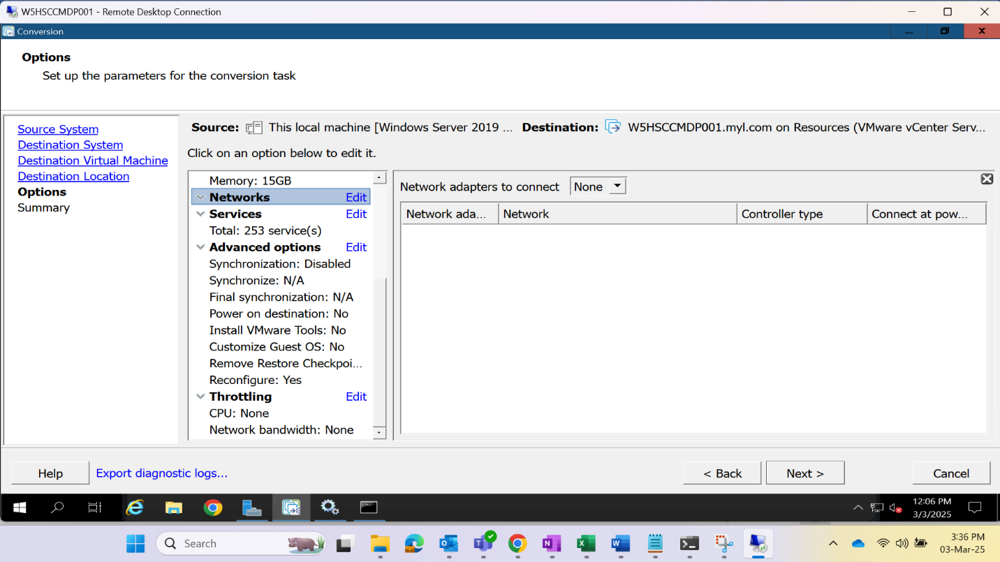 W5HSCCMDP001 - Remote Desktop Connection
Conversion
Options
Set up the parameters for the conversion task
Source System
Destination System
Destination Virtual Machine
Destination Location
Options
Summary
Source: This local machine [Windows Server 2019 ... Destination: W5HSCCMDP001.myl.com on Resources (VMware vCenter Serv...
Click on an option below to edit it.
Memory: 15GB
Networks Edit
Services Edit
Total: 253 service(s)
Advanced options Edit
Synchronization: Disabled
Synchronize: N/A
Final synchronization: N/A
Power on destination: No
Install VMware Tools: No
Customize Guest OS: No
Remove Restore Checkpoi...
Reconfigure: Yes
Throttling Edit
CPU: None
Network bandwidth: None
Network adapters to connect None
Network ada... Network Controller type Connect at pow...
Help Export diagnostic logs... < Back Next > Cancel
12:06 PM
3/3/2025
Search
3:36 PM
03-Mar-25